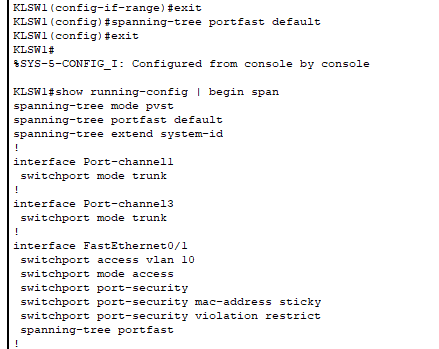 KLSW1(config-if-range)#exit
KLSW1(config)#spanning-tree portfast default
KLSW1(config)#exit
KLSW1#
%SYS-5-CONFIG_I: Configured from console by console
KLSW1#show running-config | begin span
spanning-tree mode pvst
spanning-tree portfast default
spanning-tree extend system-id
!
interface Port-channel1
switchport mode trunk
!
interface Port-channel3
switchport mode trunk
!
interface FastEthernet0/1
switchport access vlan 10
switchport mode access
switchport port-security
switchport port-security mac-address sticky
switchport port-security violation restrict
spanning-tree portfast
!